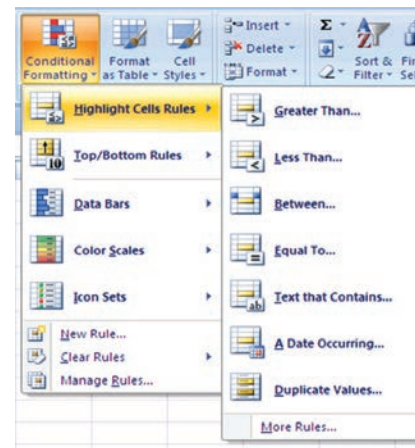 Conditional Formatting
Format as Table
Cell Styles
Insert
Delete
Format
Σ
Sort & Filter
Highlight Cells Rules
Top/Bottom Rules
Data Bars
Color Scales
Icon Sets
New Rule...
Clear Rules
Manage Rules...
Greater Than...
Less Than...
Between...
Equal To...
Text that Contains...
A Date Occurring...
Duplicate Values...
More Rules...